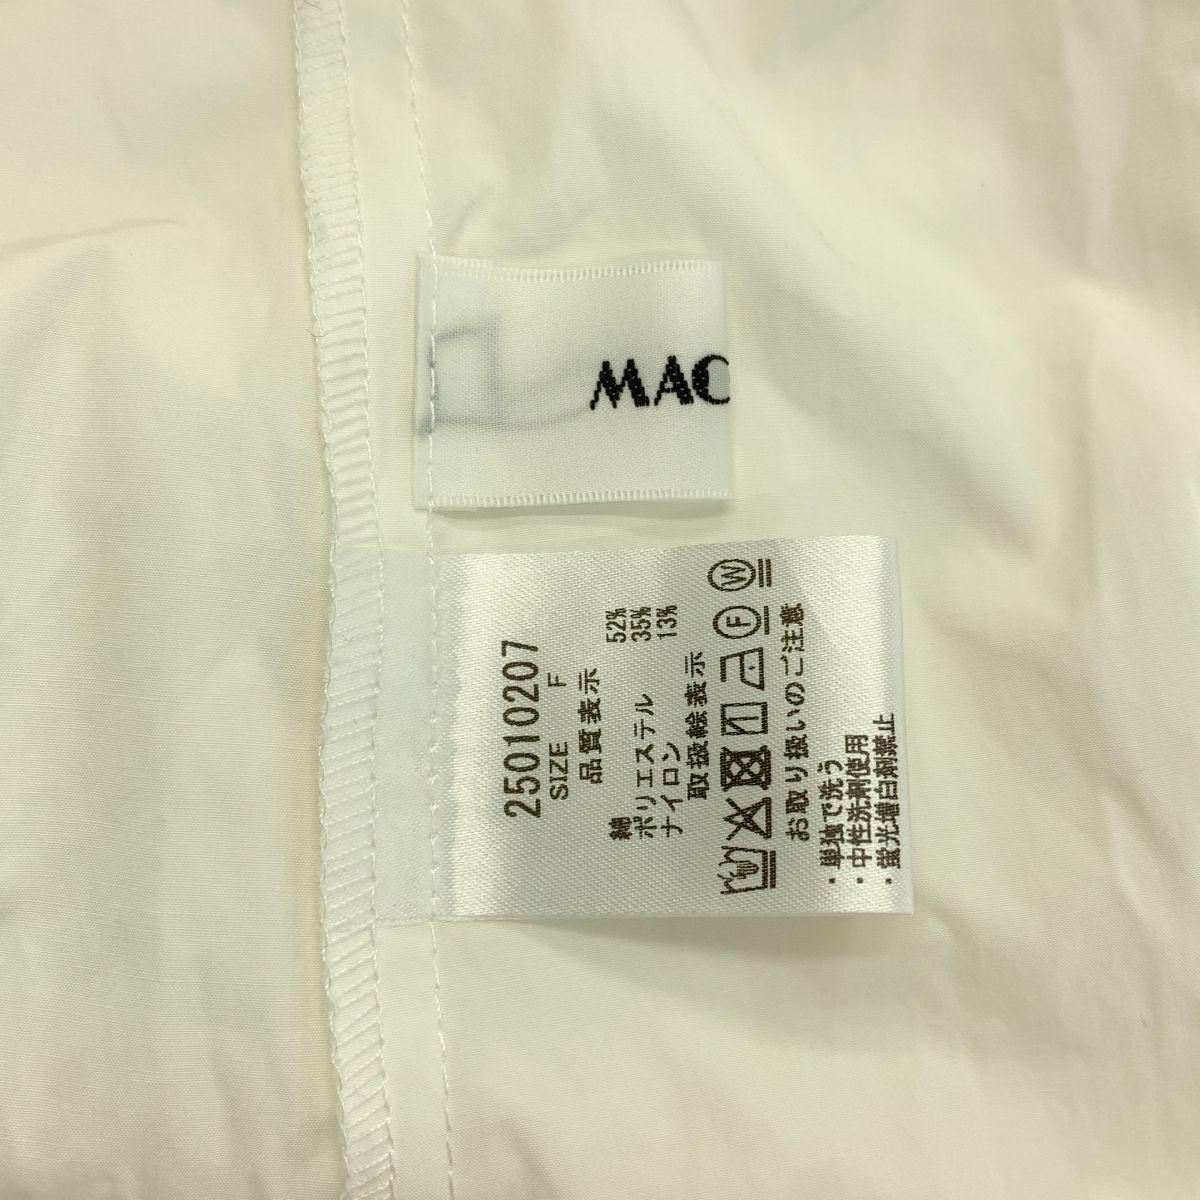 MAC
25010207
SIZE F
品質表示
綿 52%
ポリエステル 35%
ナイロン 13%
取扱絵表示
F W
お取り扱いのご注意
・単独で洗う
・中性洗剤使用
・蛍光増白剤禁止